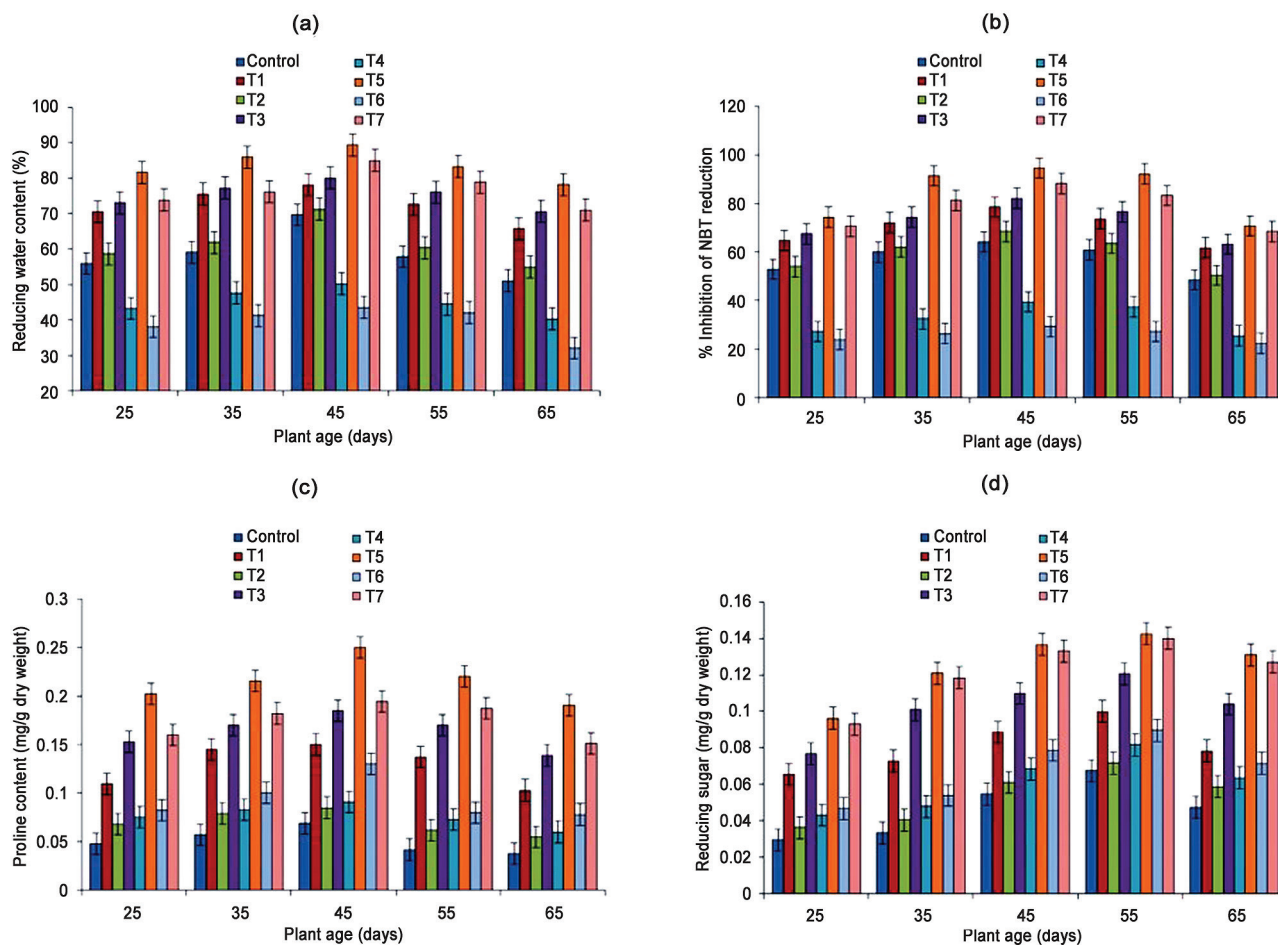 (a)
Control T4
T1 T5
T2 T6
T3 T7
100
90
80
70
60
50
40
30
20
Reducing water content (%)
25 35 45 55 65
Plant age (days)
(b)
Control T4
T1 T5
T2 T6
T3 T7
120
100
80
60
40
20
0
% Inhibition of NBT reduction
25 35 45 55 65
Plant age (days)
(c)
Control T4
T1 T5
T2 T6
T3 T7
0.3
0.25
0.2
0.15
0.1
0.05
0
Proline content (mg/g dry weight)
25 35 45 55 65
Plant age (days)
(d)
Control T4
T1 T5
T2 T6
T3 T7
0.16
0.14
0.12
0.1
0.08
0.06
0.04
0.02
0
Reducing sugar (mg/g dry weight)
25 35 45 55 65
Plant age (days)